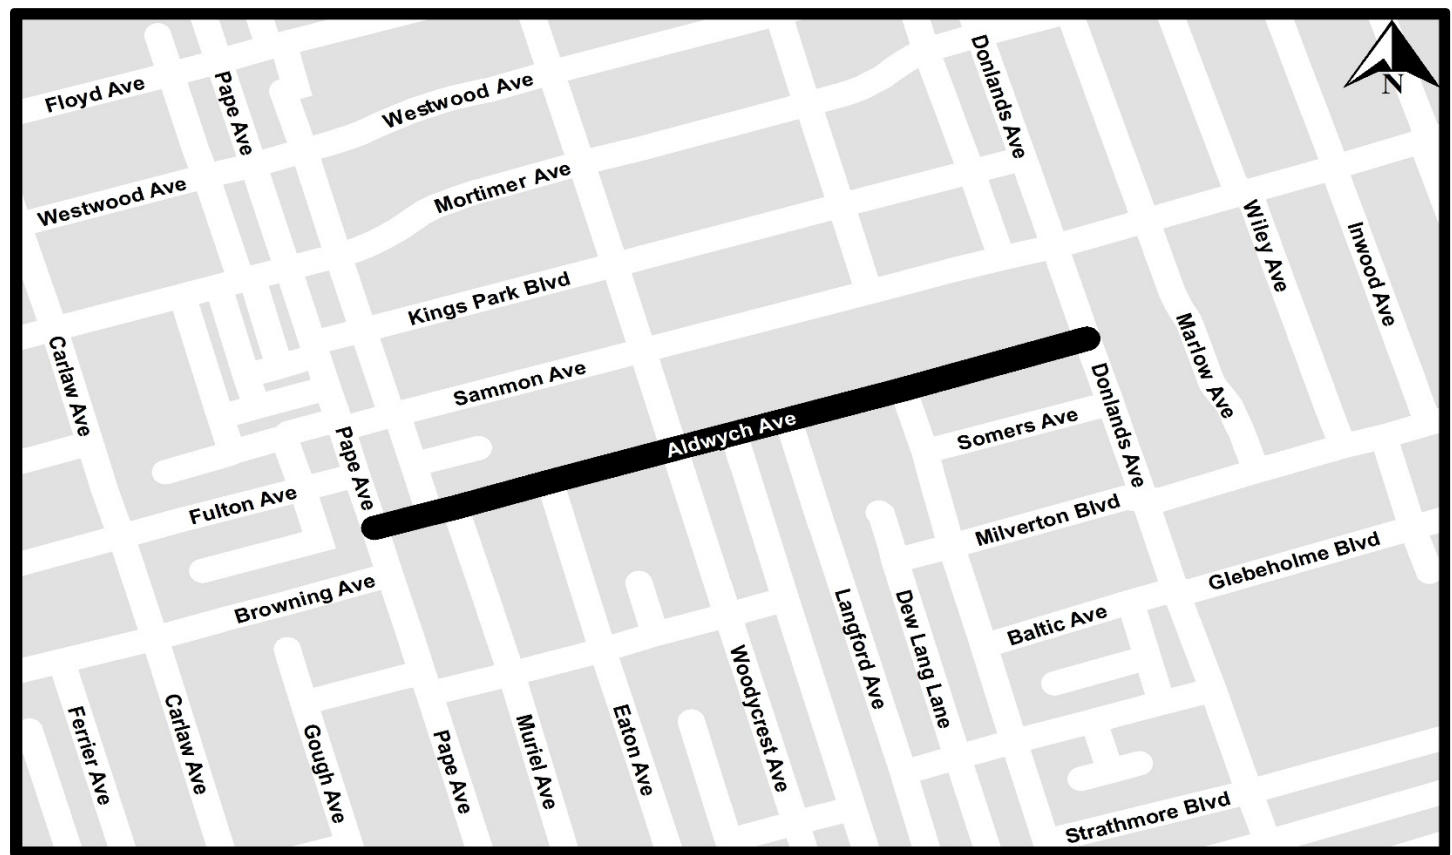 Floyd Ave
Pape Ave
Westwood Ave
Donlands Ave
N
Westwood Ave
Mortimer Ave
Wiley Ave
Inwood Ave
Kings Park Blvd
Carlaw Ave
Marlow Ave
Sammon Ave
Donlands Ave
Pape Ave
Aldwych Ave
Somers Ave
Fulton Ave
Milverton Blvd
Glebeholme Blvd
Browning Ave
Langford Ave
Dew Lang Lane
Baltic Ave
Woodycrest Ave
Ferrier Ave
Carlaw Ave
Gough Ave
Pape Ave
Muriel Ave
Eaton Ave
Strathmore Blvd